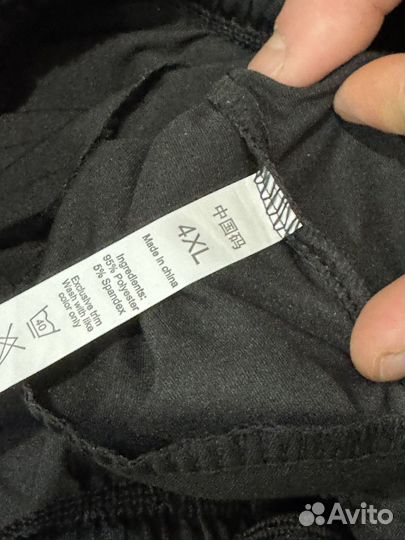 中国码
4XL
Made in china
Ingredients:
95% Polyester
5% Spandex
Exclusive trim
Wash with like
color only
40
Avito